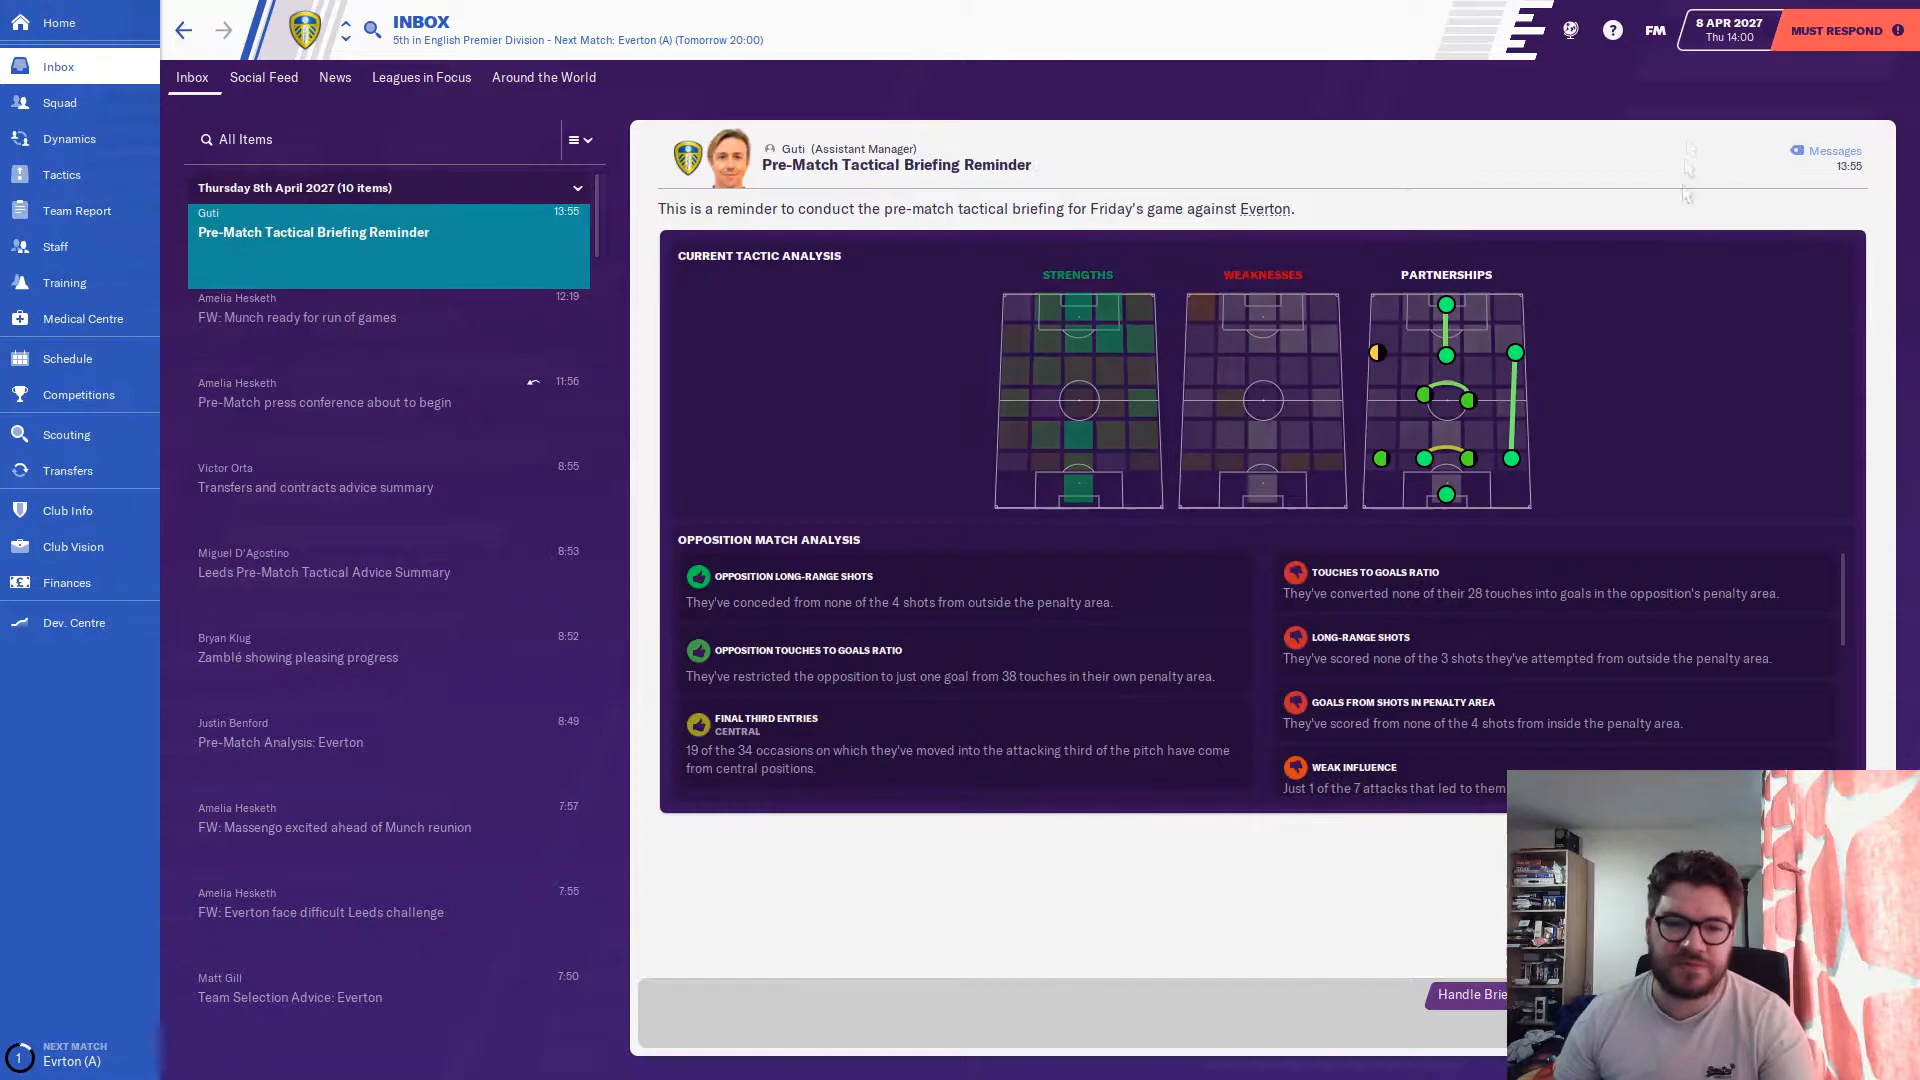 Home
Inbox
Squad
Dynamics
Tactics
Team Report
Staff
Training
Medical Centre
Schedule
Competitions
Scouting
Transfers
Club Info
Club Vision
Finances
Dev. Centre
1
NEXT MATCH
Evrton (A)
INBOX
5th in English Premier Division - Next Match: Everton (A) (Tomorrow 20:00)
?
FM
8 APR 2027
Thu 14:00
MUST RESPOND
Inbox Social Feed News Leagues in Focus Around the World
All Items
Thursday 8th April 2027 (10 items)
Guti 13:55
Pre-Match Tactical Briefing Reminder
Amelia Hesketh 12:19
FW: Munch ready for run of games
Amelia Hesketh 11:56
Pre-Match press conference about to begin
Victor Orta 8:55
Transfers and contracts advice summary
Miguel D'Agostino 8:53
Leeds Pre-Match Tactical Advice Summary
Bryan Klug 8:52
Zamblé showing pleasing progress
Justin Benford 8:49
Pre-Match Analysis: Everton
Amelia Hesketh 7:57
FW: Massengo excited ahead of Munch reunion
Amelia Hesketh 7:55
FW: Everton face difficult Leeds challenge
Matt Gill 7:50
Team Selection Advice: Everton
Guti (Assistant Manager)
Pre-Match Tactical Briefing Reminder
Messages
13:55
This is a reminder to conduct the pre-match tactical briefing for Friday's game against Everton.
CURRENT TACTIC ANALYSIS
STRENGTHS WEAKNESSES PARTNERSHIPS
OPPOSITION MATCH ANALYSIS
OPPOSITION LONG-RANGE SHOTS
They've conceded from none of the 4 shots from outside the penalty area.
OPPOSITION TOUCHES TO GOALS RATIO
They've restricted the opposition to just one goal from 38 touches in their own penalty area.
FINAL THIRD ENTRIES
CENTRAL
19 of the 34 occasions on which they've moved into the attacking third of the pitch have come
from central positions.
TOUCHES TO GOALS RATIO
They've converted none of their 28 touches into goals in the opposition's penalty area.
LONG-RANGE SHOTS
They've scored none of the 3 shots they've attempted from outside the penalty area.
GOALS FROM SHOTS IN PENALTY AREA
They've scored from none of the 4 shots from inside the penalty area.
WEAK INFLUENCE
Just 1 of the 7 attacks that led to them
Handle Brie